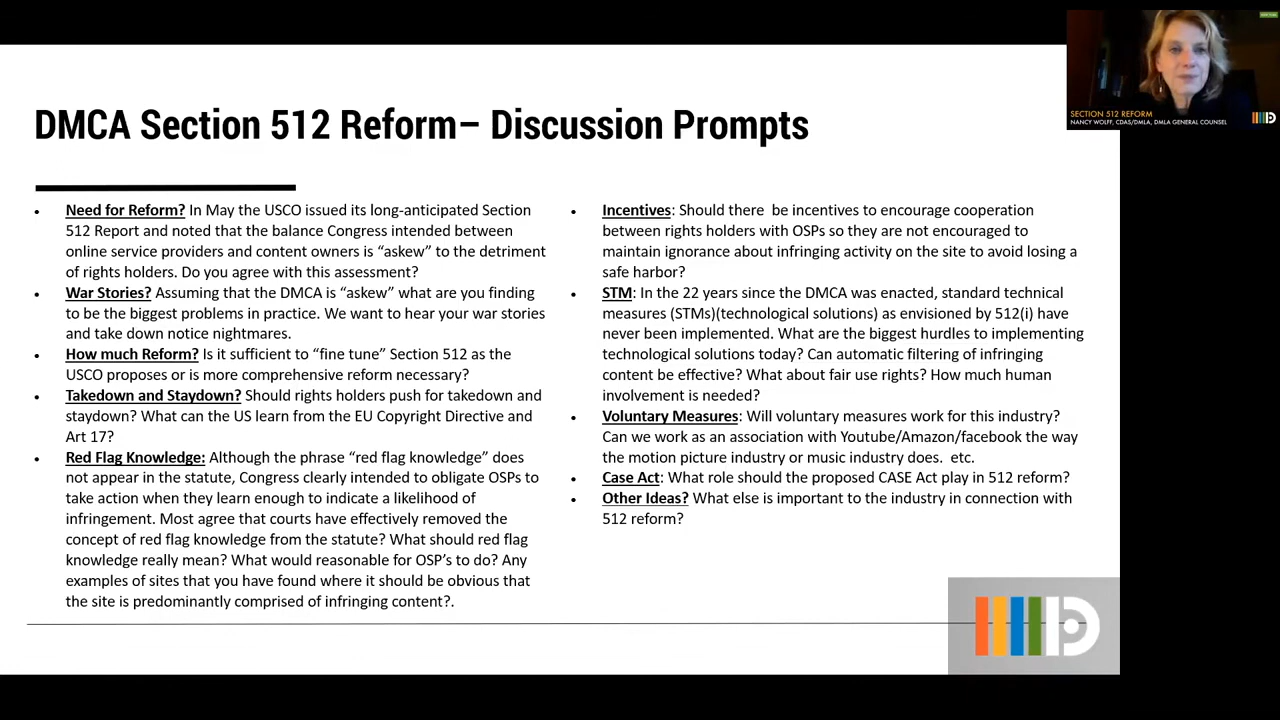 SECTION 512 REFORM
NANCY WOLFF, CDAS/DMLA, DMLA GENERAL COUNSEL
DMCA Section 512 Reform– Discussion Prompts
• Need for Reform? In May the USCO issued its long-anticipated Section
512 Report and noted that the balance Congress intended between
online service providers and content owners is “askew” to the detriment
of rights holders. Do you agree with this assessment?
• War Stories? Assuming that the DMCA is “askew” what are you finding
to be the biggest problems in practice. We want to hear your war stories
and take down notice nightmares.
• How much Reform? Is it sufficient to “fine tune” Section 512 as the
USCO proposes or is more comprehensive reform necessary?
• Takedown and Staydown? Should rights holders push for takedown and
staydown? What can the US learn from the EU Copyright Directive and
Art 17?
• Red Flag Knowledge: Although the phrase “red flag knowledge” does
not appear in the statute, Congress clearly intended to obligate OSPs to
take action when they learn enough to indicate a likelihood of
infringement. Most agree that courts have effectively removed the
concept of red flag knowledge from the statute? What should red flag
knowledge really mean? What would reasonable for OSP’s to do? Any
examples of sites that you have found where it should be obvious that
the site is predominantly comprised of infringing content?.
• Incentives: Should there  be incentives to encourage cooperation
between rights holders with OSPs so they are not encouraged to
maintain ignorance about infringing activity on the site to avoid losing a
safe harbor?
• STM: In the 22 years since the DMCA was enacted, standard technical
measures (STMs)(technological solutions) as envisioned by 512(i) have
never been implemented. What are the biggest hurdles to implementing
technological solutions today? Can automatic filtering of infringing
content be effective? What about fair use rights? How much human
involvement is needed?
• Voluntary Measures: Will voluntary measures work for this industry?
Can we work as an association with Youtube/Amazon/facebook the way
the motion picture industry or music industry does.  etc.
• Case Act: What role should the proposed CASE Act play in 512 reform?
• Other Ideas? What else is important to the industry in connection with
512 reform?